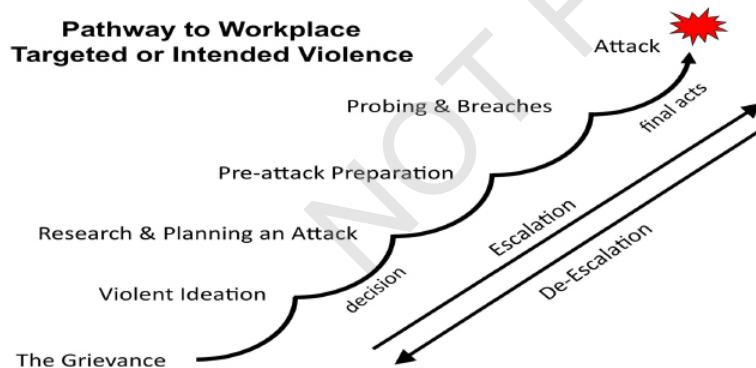 Pathway to Workplace
Targeted or Intended Violence
Attack
final acts
Probing & Breaches
Pre-attack Preparation
Research & Planning an Attack
decision
Violent Ideation
The Grievance
Escalation
De-Escalation
NOT